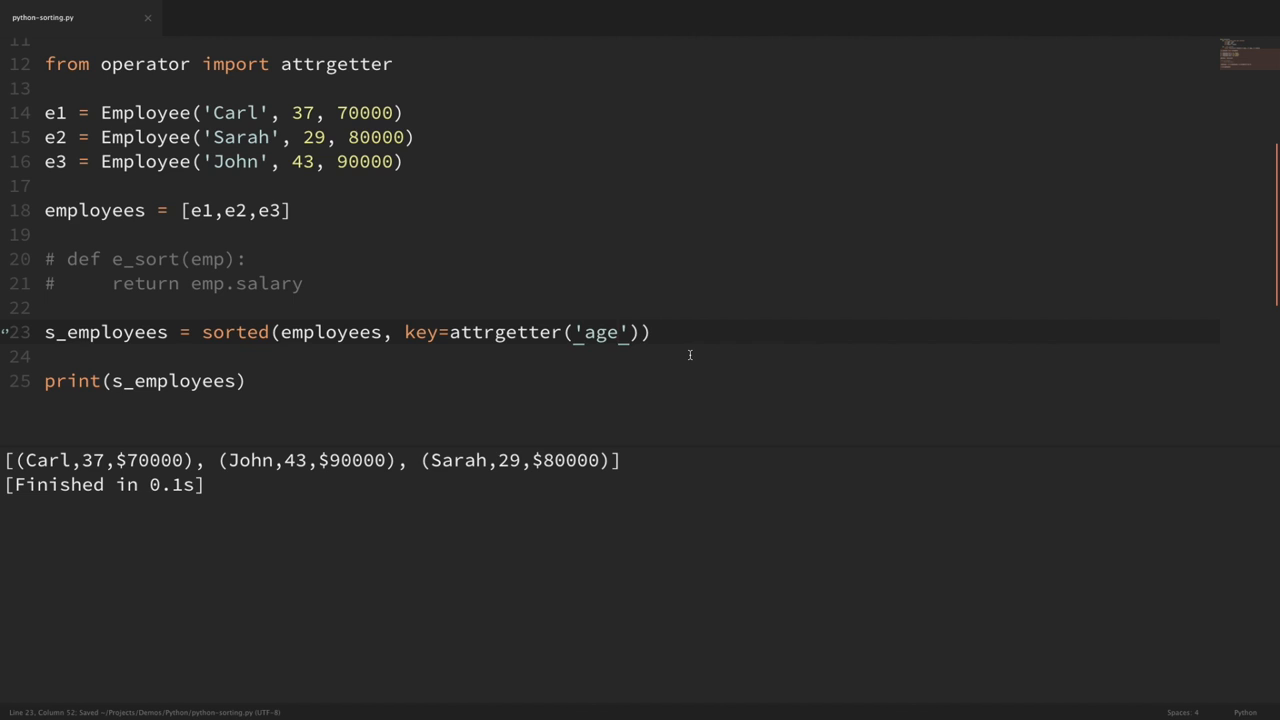 python-sorting.py ×
11
12 from operator import attrgetter
13
14 e1 = Employee('Carl', 37, 70000)
15 e2 = Employee('Sarah', 29, 80000)
16 e3 = Employee('John', 43, 90000)
17
18 employees = [e1,e2,e3]
19
20 # def e_sort(emp):
21 #     return emp.salary
22
23 s_employees = sorted(employees, key=attrgetter('age'))
24
25 print(s_employees)
[(Carl,37,$70000), (John,43,$90000), (Sarah,29,$80000)]
[Finished in 0.1s]
Line 23, Column 52: Saved ~/Projects/Demos/Python/python-sorting.py (UTF-8) Spaces: 4 Python